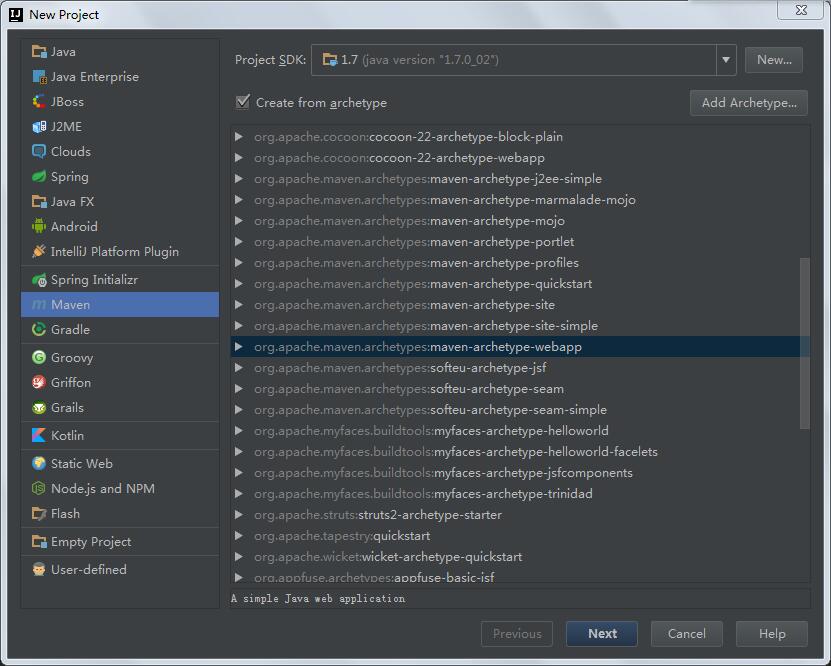 New Project
Java
Java Enterprise
JBoss
J2ME
Clouds
Spring
Java FX
Android
IntelliJ Platform Plugin
Spring Initializr
Maven
Gradle
Groovy
Griffon
Grails
Kotlin
Static Web
Node.js and NPM
Flash
Empty Project
User-defined
Project SDK: 1.7 (java version "1.7.0_02") New...
Create from archetype Add Archetype...
org.apache.cocoon:cocoon-22-archetype-block-plain
org.apache.cocoon:cocoon-22-archetype-webapp
org.apache.maven.archetypes:maven-archetype-j2ee-simple
org.apache.maven.archetypes:maven-archetype-marmalade-mojo
org.apache.maven.archetypes:maven-archetype-mojo
org.apache.maven.archetypes:maven-archetype-portlet
org.apache.maven.archetypes:maven-archetype-profiles
org.apache.maven.archetypes:maven-archetype-quickstart
org.apache.maven.archetypes:maven-archetype-site
org.apache.maven.archetypes:maven-archetype-site-simple
org.apache.maven.archetypes:maven-archetype-webapp
org.apache.maven.archetypes:softeu-archetype-jsf
org.apache.maven.archetypes:softeu-archetype-seam
org.apache.maven.archetypes:softeu-archetype-seam-simple
org.apache.myfaces.buildtools:myfaces-archetype-helloworld
org.apache.myfaces.buildtools:myfaces-archetype-helloworld-facelets
org.apache.myfaces.buildtools:myfaces-archetype-jsfcomponents
org.apache.myfaces.buildtools:myfaces-archetype-trinidad
org.apache.struts:struts2-archetype-starter
org.apache.tapestry:quickstart
org.apache.wicket:wicket-archetype-quickstart
org.appfuse.archetypes:appfuse-basic-jsf
A simple Java web application
Previous Next Cancel Help